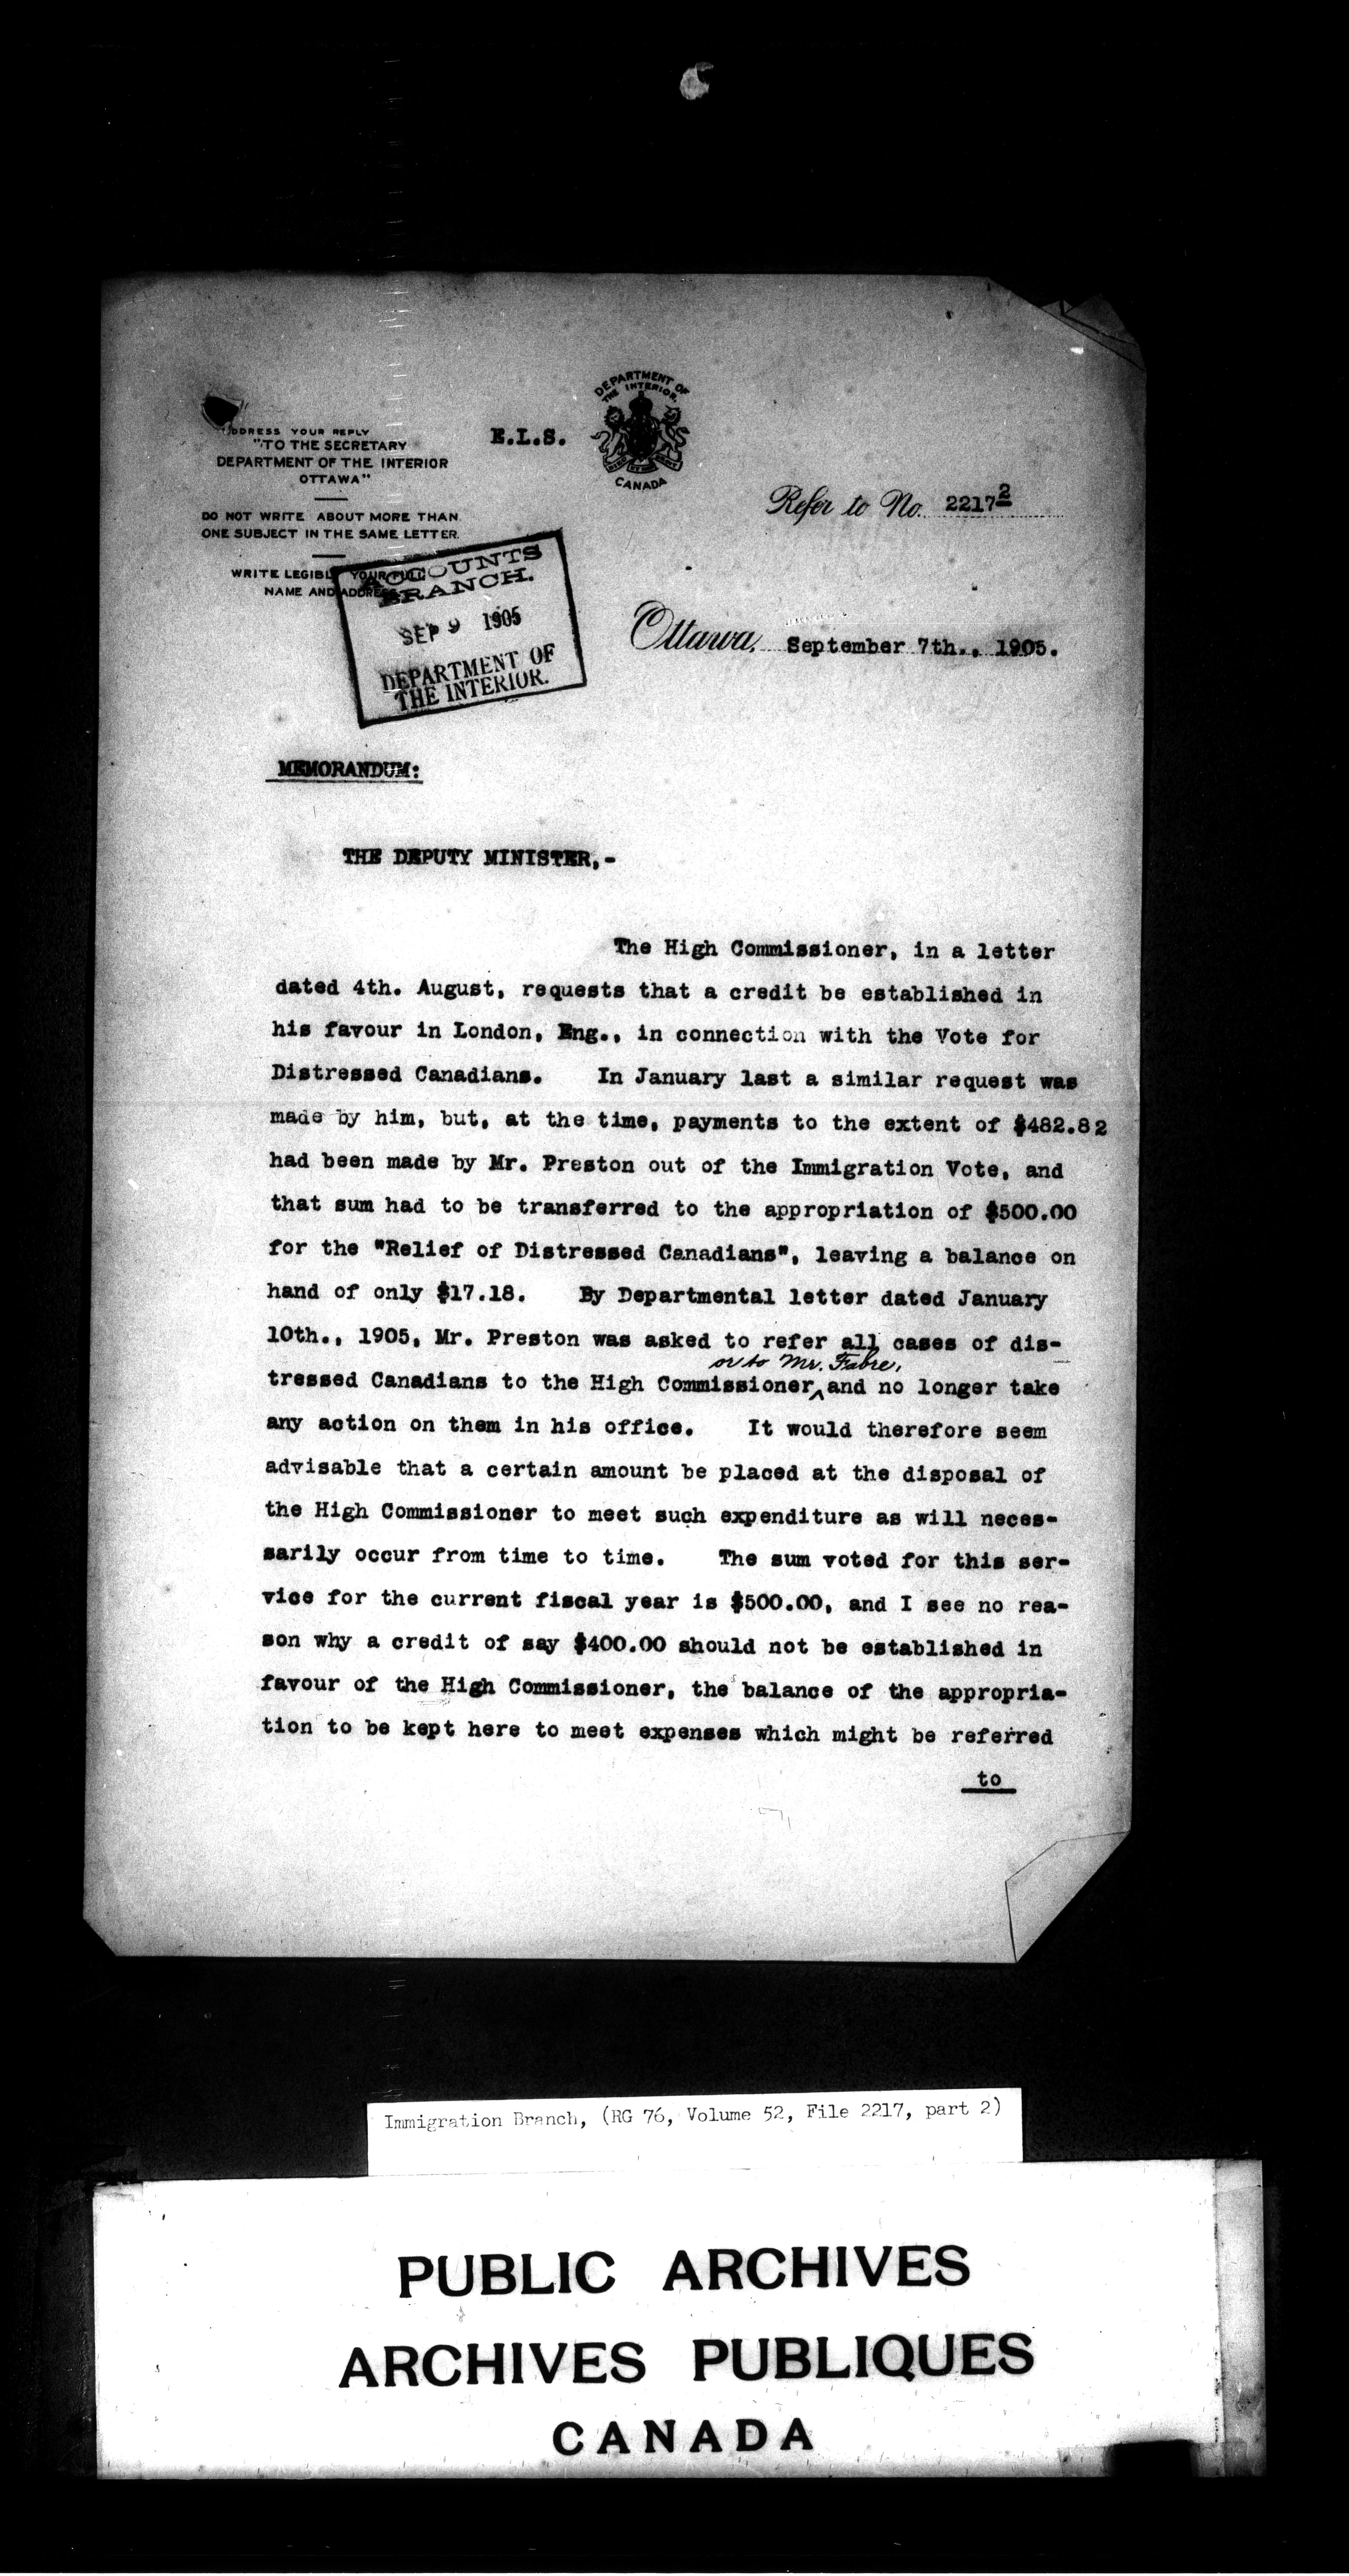 ADDRESS YOUR REPLY
"TO THE SECRETARY
DEPARTMENT OF THE INTERIOR
OTTAWA"
DO NOT WRITE ABOUT MORE THAN
ONE SUBJECT IN THE SAME LETTER.
WRITE LEGIBLY YOUR FULL
NAME AND ADDRESS
E.L.S.
DEPARTMENT OF
THE INTERIOR.
CANADA
Refer to No. 2217 2
ACCOUNTS
BRANCH.
SEP 9 1905
DEPARTMENT OF
THE INTERIOR.
Ottawa, September 7th., 1905.
MEMORANDUM:
THE DEPUTY MINISTER,-
The High Commissioner, in a letter
dated 4th. August, requests that a credit be established in
his favour in London, Eng., in connection with the Vote for
Distressed Canadians. In January last a similar request was
made by him, but, at the time, payments to the extent of $482.82
had been made by Mr. Preston out of the Immigration Vote, and
that sum had to be transferred to the appropriation of $500.00
for the "Relief of Distressed Canadians", leaving a balance on
hand of only $17.18. By Departmental letter dated January
10th., 1905, Mr. Preston was asked to refer all cases of dis-
or to Mr. Fabre,
tressed Canadians to the High Commissioner, and no longer take
any action on them in his office. It would therefore seem
advisable that a certain amount be placed at the disposal of
the High Commissioner to meet such expenditure as will neces-
sarily occur from time to time. The sum voted for this ser-
vice for the current fiscal year is $500.00, and I see no rea-
son why a credit of say $400.00 should not be established in
favour of the High Commissioner, the balance of the appropria-
tion to be kept here to meet expenses which might be referred
to
Immigration Branch, (RG 76, Volume 52, File 2217, part 2)
PUBLIC ARCHIVES
ARCHIVES PUBLIQUES
CANADA